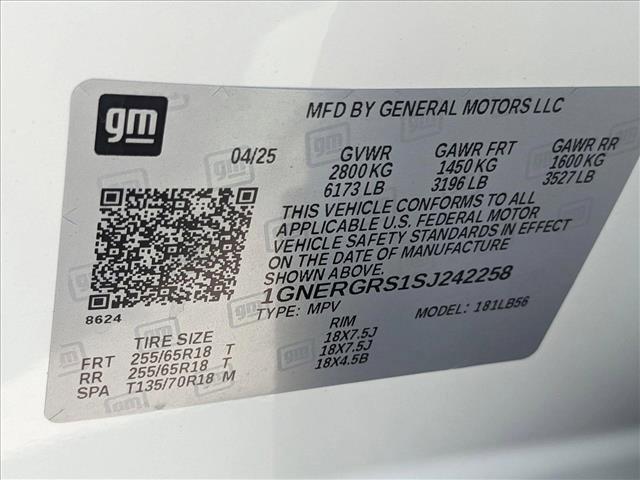 gm
MFD BY GENERAL MOTORS LLC
04/25 GVWR GAWR FRT GAWR RR
2800 KG 1450 KG 1600 KG
6173 LB 3196 LB 3527 LB
THIS VEHICLE CONFORMS TO ALL
APPLICABLE U.S. FEDERAL MOTOR
VEHICLE SAFETY STANDARDS IN EFFECT
ON THE DATE OF MANUFACTURE
SHOWN ABOVE.
1GNERGRS1SJ242258
8624 TYPE: MPV MODEL: 181LB56
TIRE SIZE RIM
FRT 255/65R18 T 18X7.5J
RR 255/65R18 T 18X7.5J
SPA T135/70R18 M 18X4.5B